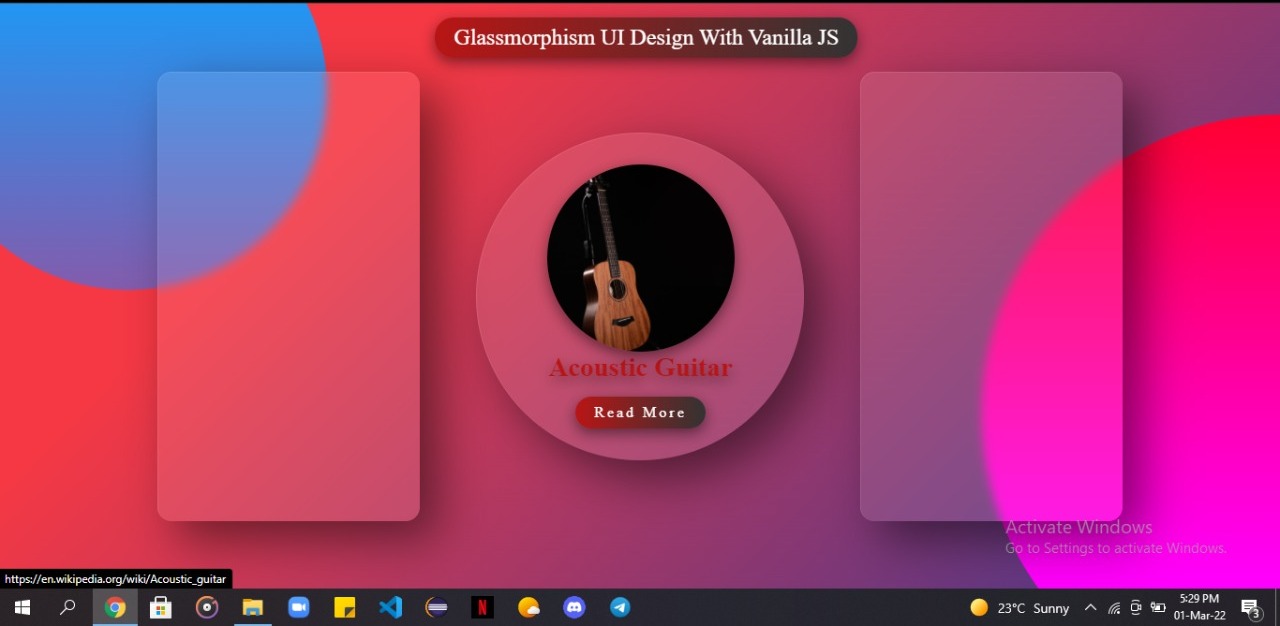 Glassmorphism UI Design With Vanilla JS
Acoustic Guitar
Read More
Activate Windows
Go to Settings to activate Windows.
https://en.wikipedia.org/wiki/Acoustic_guitar
N
23°C Sunny
5:29 PM
01-Mar-22
3